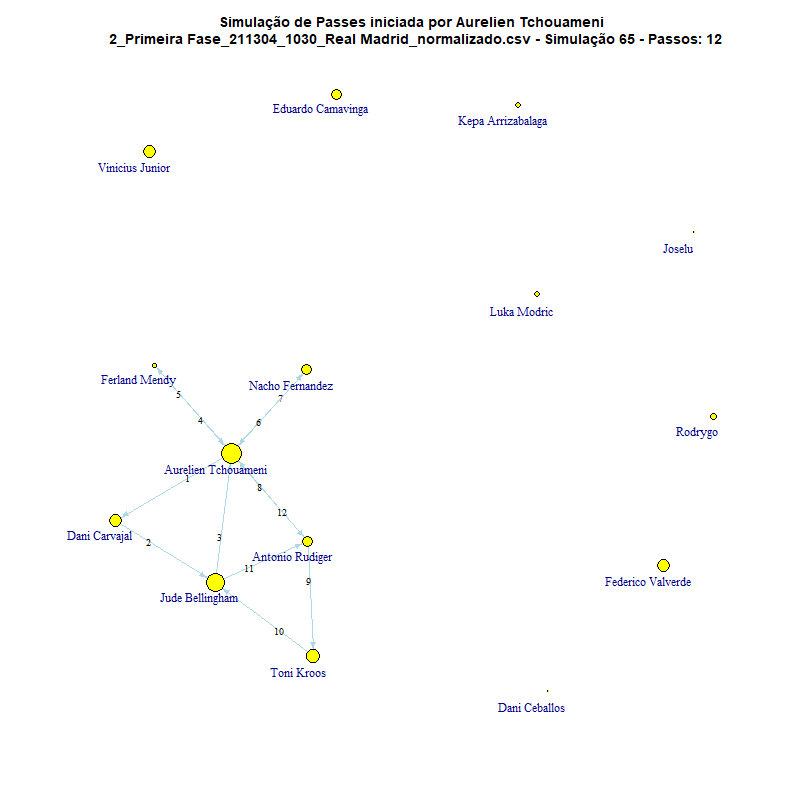 Simulação de Passes iniciada por Aurelien Tchouameni
2_Primeira Fase_211304_1030_Real Madrid_normalizado.csv - Simulação 65 - Passos: 12
Eduardo Camavinga
Kepa Arrizabalaga
Vinicius Junior
Joselu
Luka Modric
Ferland Mendy
Nacho Fernandez
5
7
4
6
Rodrygo
Aurelien Tchouameni
1
8
12
Dani Carvajal
2
3
Antonio Rudiger
11
9
Federico Valverde
Jude Bellingham
10
Toni Kroos
Dani Ceballos